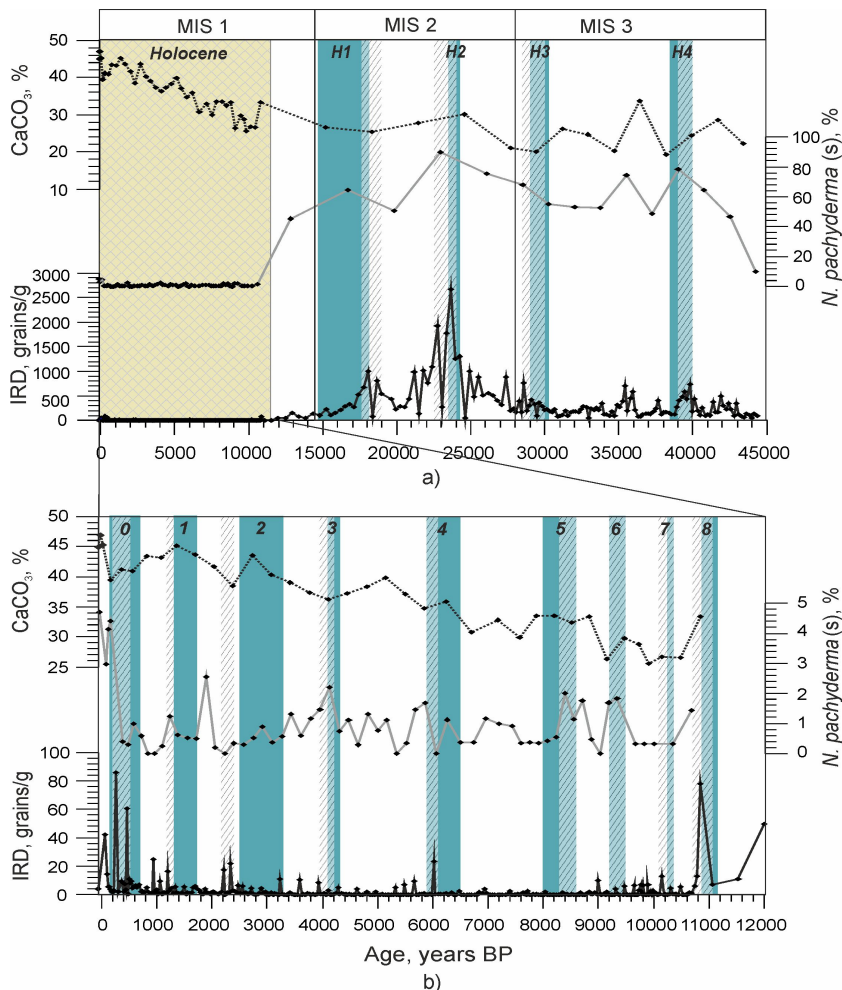 MIS 1 MIS 2 MIS 3
Holocene H1 H2 H3 H4
CaCO3, %
50
40
30
20
10
N. pachyderma (s), %
100
80
60
40
20
0
IRD, grains/g
3000
2500
2000
1500
1000
500
0
0 5000 10000 15000 20000 25000 30000 35000 40000 45000
a)
0 1 2 3 4 5 6 7 8
CaCO3, %
50
45
40
35
30
25
N. pachyderma (s), %
5
4
3
2
1
0
IRD, grains/g
100
80
60
40
20
0
0 1000 2000 3000 4000 5000 6000 7000 8000 9000 10000 11000 12000
Age, years BP
b)